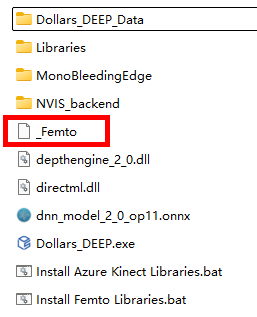 Dollars_DEEP_Data
Libraries
MonoBleedingEdge
NVIS_backend
_Femto
depthengine_2_0.dll
directml.dll
dnn_model_2_0_op11.onnx
Dollars_DEEP.exe
Install Azure Kinect Libraries.bat
Install Femto Libraries.bat